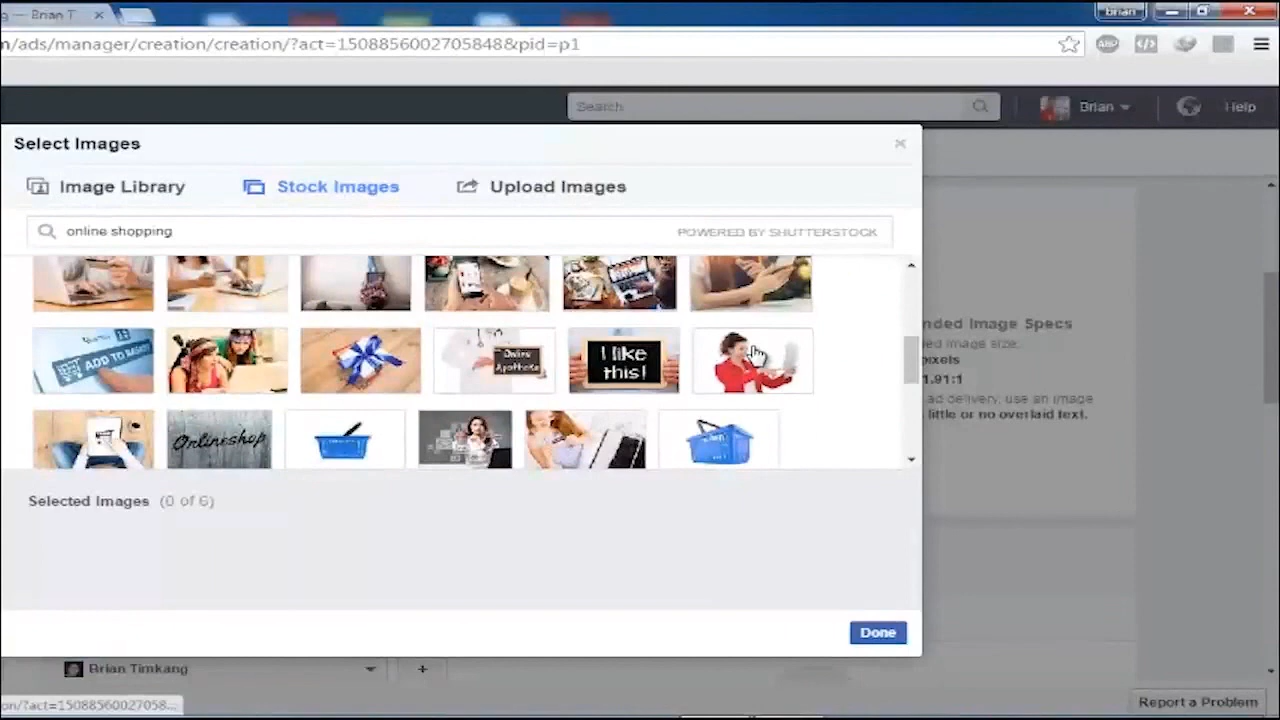 g — Brian T
brian
m/ads/manager/creation/creation/?act=1508856002705848&pid=p1
ABP
Search
Brian
Help
Select Images
Image Library
Stock Images
Upload Images
online shopping
POWERED BY SHUTTERSTOCK
ADD TO
Online
Apotheke
I like
this!
Onlineshop
nded Image Specs
ed image size:
pixels
1.91:1
ad delivery, use an image
little or no overlaid text.
Selected Images (0 of 6)
Done
Brian Timkang
on/?act=15088560027058...
Report a Problem